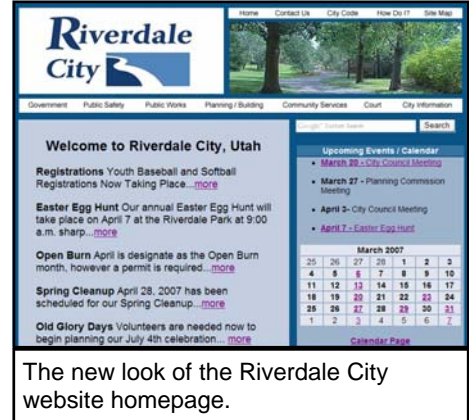 Riverdale
City
Home Contact Us City Code How Do I? Site Map
Government Public Safety Public Works Planning / Building Community Services Court City Information
Search
Welcome to Riverdale City, Utah
Registrations Youth Baseball and Softball
Registrations Now Taking Place...more
Easter Egg Hunt Our annual Easter Egg Hunt will
take place on April 7 at the Riverdale Park at 9:00
a.m. sharp...more
Open Burn April is designate as the Open Burn
month, however a permit is required...more
Spring Cleanup April 28, 2007 has been
scheduled for our Spring Cleanup...more
Old Glory Days Volunteers are needed now to
begin planning our July 4th celebration... more
Upcoming Events / Calendar
March 20 - City Council Meeting
March 27 - Planning Commission
Meeting
April 3- City Council Meeting
April 7 - Easter Egg Hunt
March 2007
25 26 27 28 1 2 3
4 5 6 7 8 9 10
11 12 13 14 15 16 17
18 19 20 21 22 23 24
25 26 27 28 29 30 31
1 2 3 4 5 6 7
Calendar Page
The new look of the Riverdale City
website homepage.